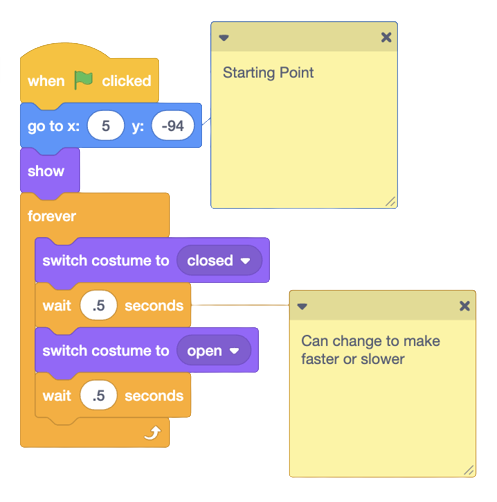 when clicked
go to x: 5 y: -94
Starting Point
show
forever
switch costume to closed
wait .5 seconds
Can change to make
faster or slower
switch costume to open
wait .5 seconds